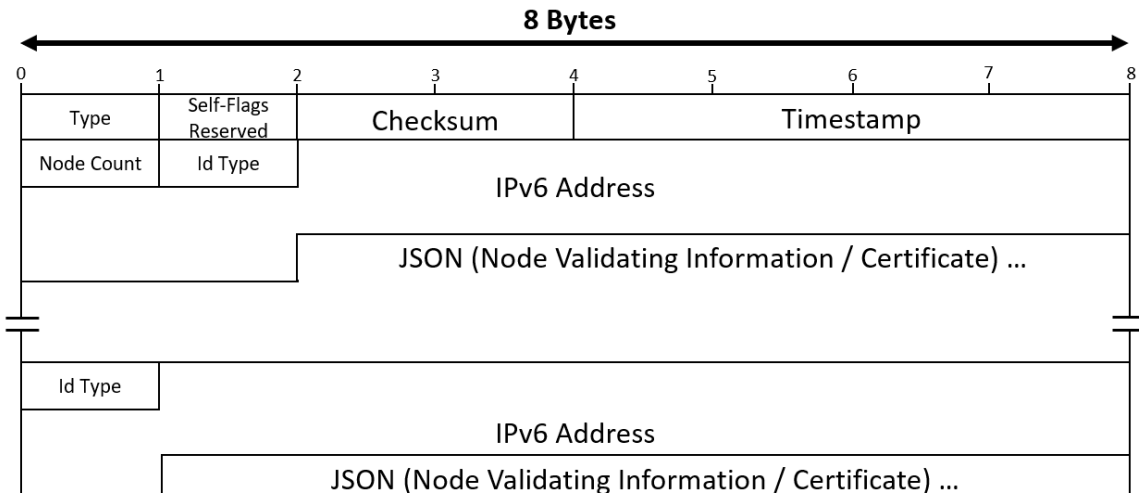 8 Bytes
0 1 2 3 4 5 6 7 8
Type Self-Flags Checksum Timestamp
Reserved
Node Count Id Type
IPv6 Address
JSON (Node Validating Information / Certificate) ...
Id Type
IPv6 Address
JSON (Node Validating Information / Certificate) ...